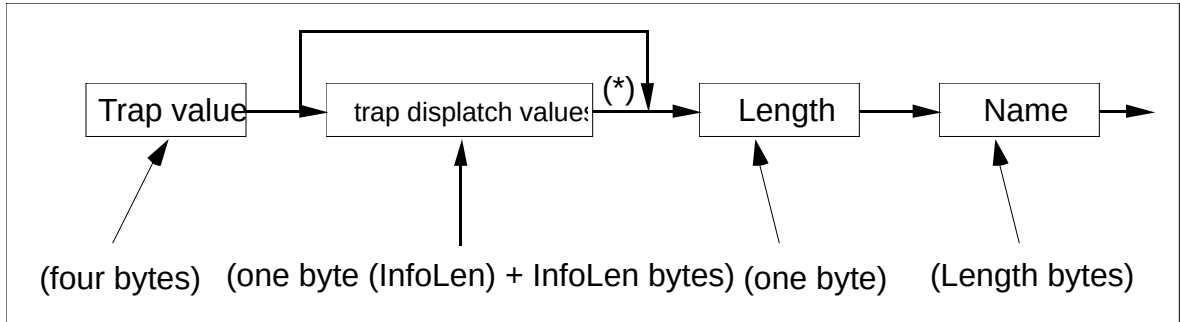 (*)
Trap value
trap displatch values
Length
Name
(four bytes)
(one byte (InfoLen) + InfoLen bytes)
(one byte)
(Length bytes)